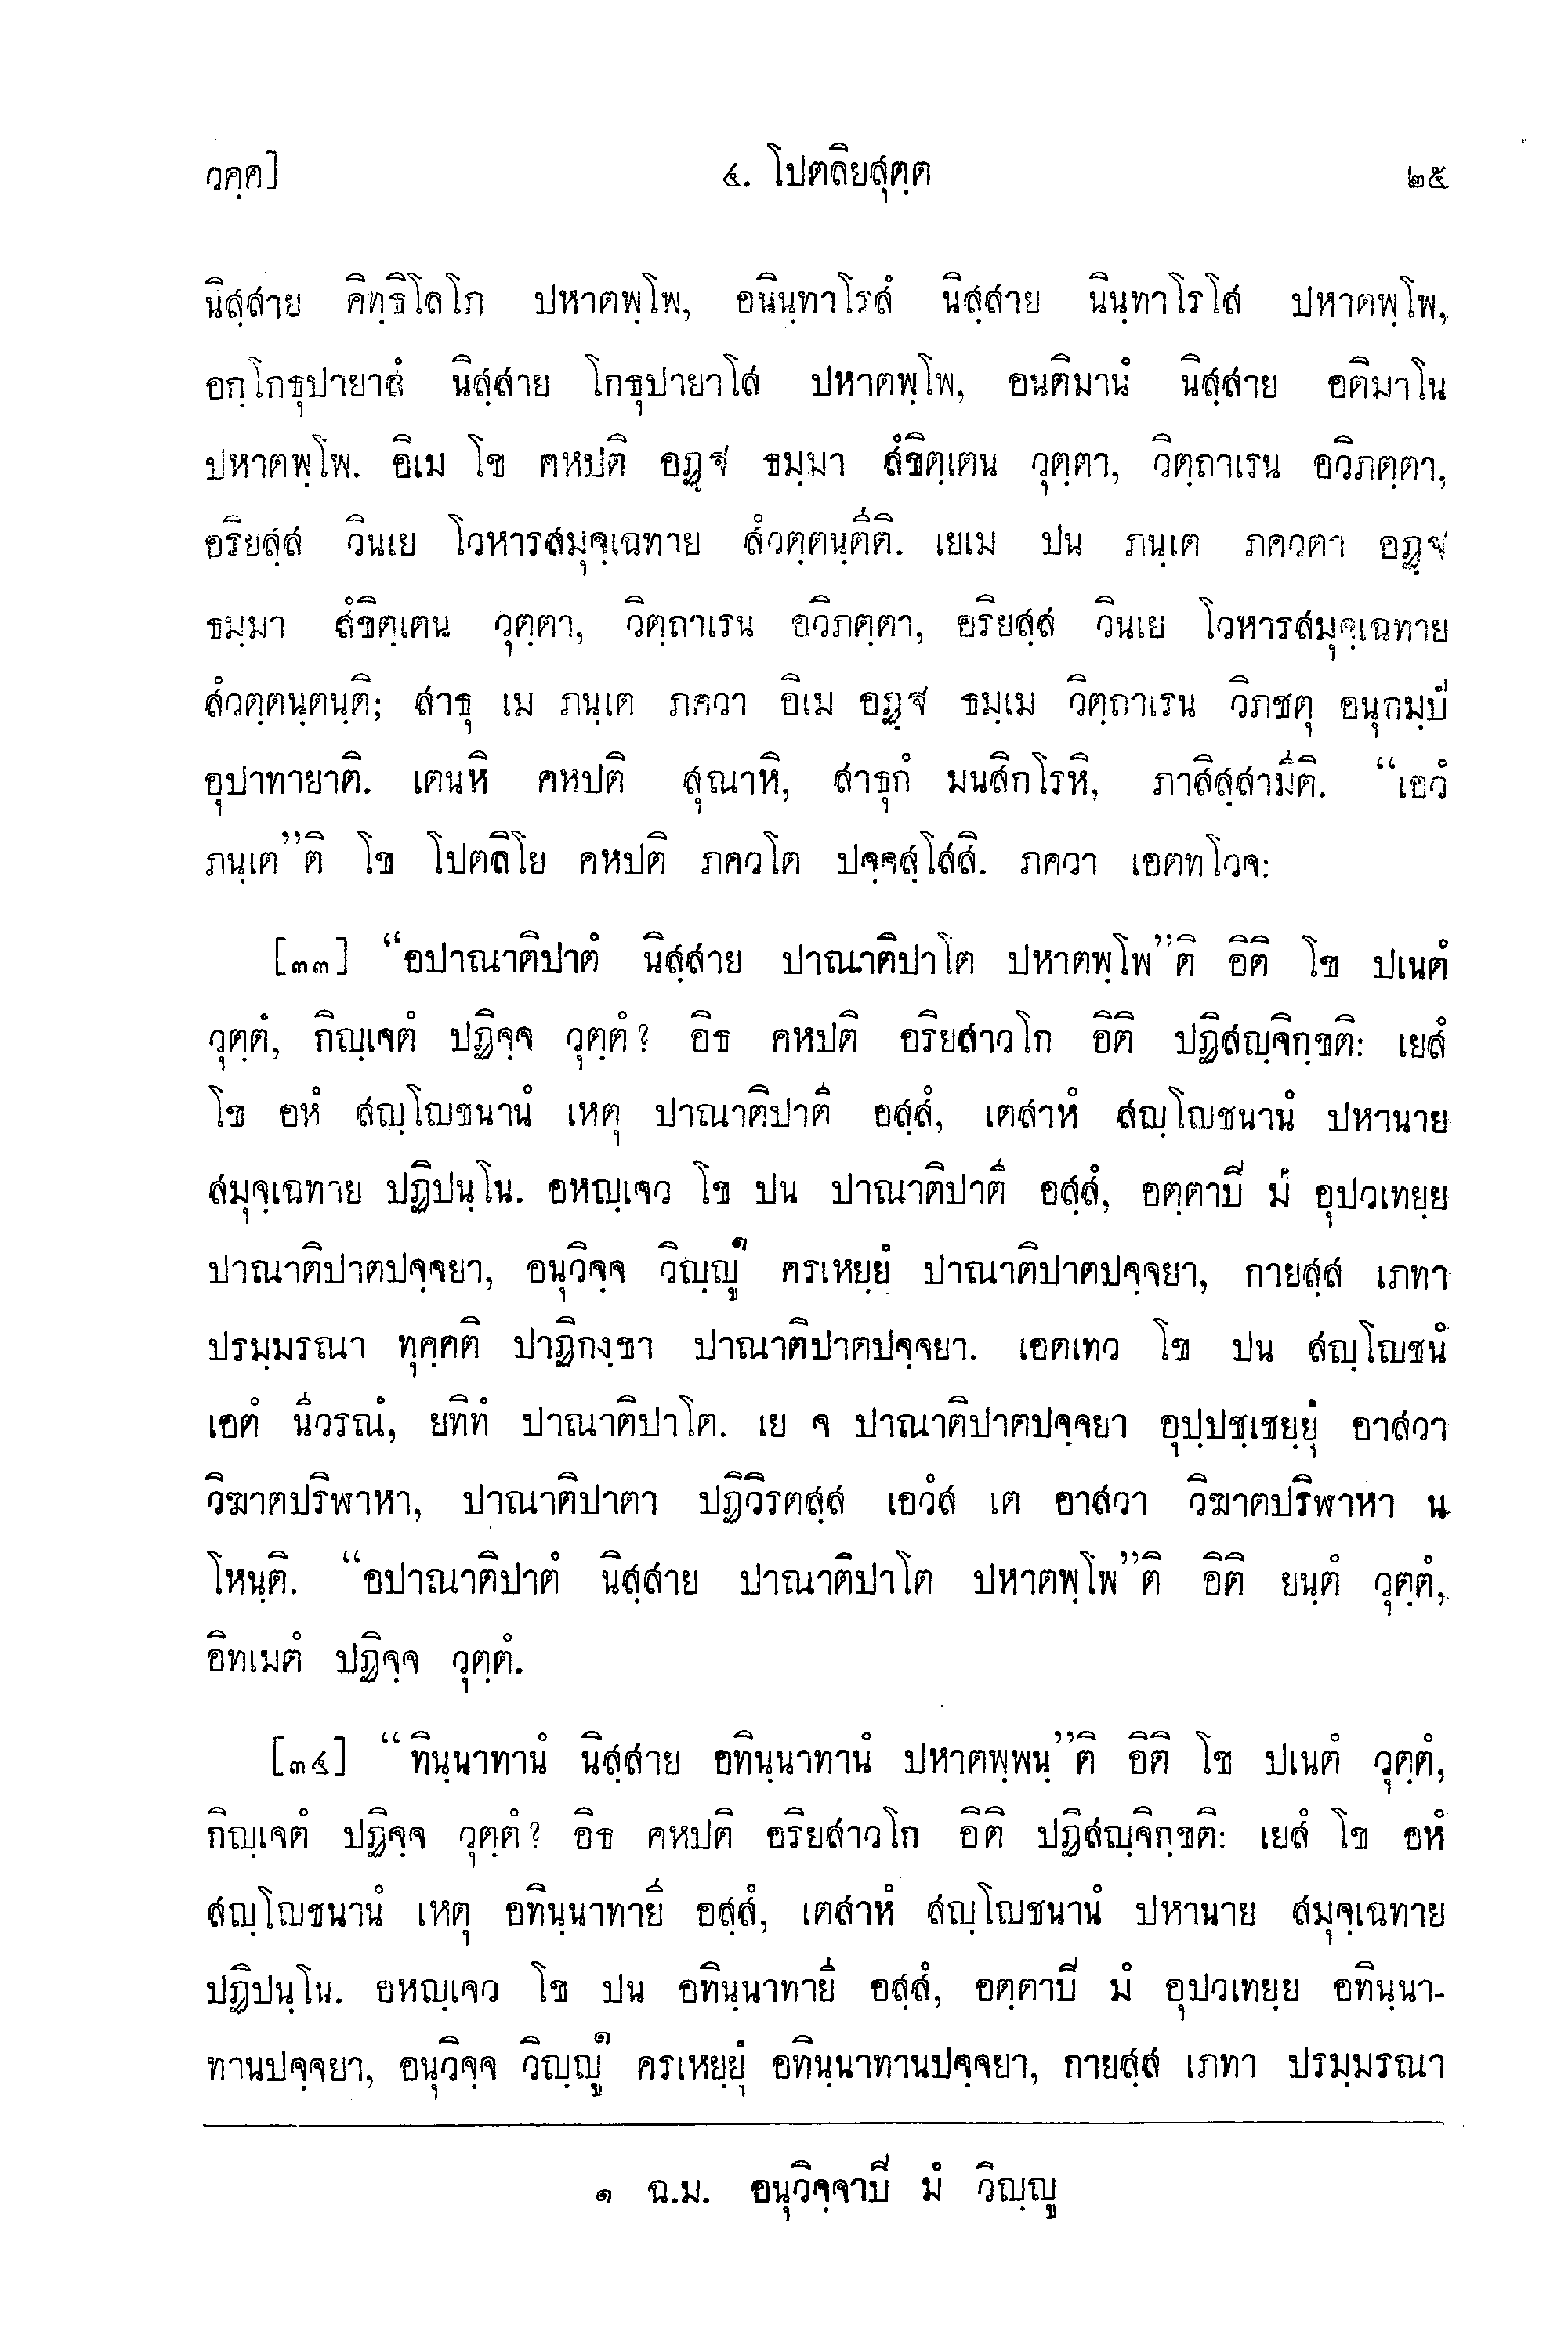 วคฺค] ๔. โปตลิยสุตฺต ๒๕
นิสฺสาย คิทฺธิโลโภ ปหาตพฺโพ, อนินฺทาโรสํ นิสฺสาย นินฺทาโรโส ปหาตพฺโพ,
อกฺโกธุปายาสํ นิสฺสาย โกธุปายาโส ปหาตพฺโพ, อนติมานํ นิสฺสาย อติมาโน
ปหาตพฺโพ. อิเม โข คหปติ อฏฺฐ ธมฺมา สํขิตฺเตน วุตฺตา, วิตฺถาเรน อวิภตฺตา,
อริยสฺส วินเย โวหารสมุจฺเฉทาย สํวตฺตนฺตีติ. เยเม ปน ภนฺเต ภควตา อฏฺฐ
ธมฺมา สํขิตฺเตน วุตฺตา, วิตฺถาเรน อวิภตฺตา, อริยสฺส วินเย โวหารสมุจฺเฉทาย
สํวตฺตนฺตนฺติ; สาธุ เม ภนฺเต ภควา อิเม อฏฺฐ ธมฺเม วิตฺถาเรน วิภชตุ อนุกมฺปํ
อุปาทายาติ. เตนหิ คหปติ สุณาหิ, สาธุกํ มนสิกโรหิ, ภาสิสฺสามีติ. “เอวํ
ภนฺเต”ติ โข โปตลิโย คหปติ ภควโต ปจฺจสฺโสสิ. ภควา เอตทโวจ:
[๓๓] “อปาณาติปาตํ นิสฺสาย ปาณาติปาโต ปหาตพฺโพ”ติ อิติ โข ปเนตํ
วุตฺตํ, กิญฺเจตํ ปฏิจฺจ วุตฺตํ? อิธ คหปติ อริยสาวโก อิติ ปฏิสญฺจิกฺขติ: เยสํ
โข อหํ สญฺโญชนานํ เหตุ ปาณาติปาตี อสฺสํ, เตสาหํ สญฺโญชนานํ ปหานาย
สมุจฺเฉทาย ปฏิปนฺโน. อหญฺเจว โข ปน ปาณาติปาตี อสฺสํ, อตฺตาปิ มํ อุปวเทยฺย
ปาณาติปาตปจฺจยา, อนุวิจฺจ วิญฺญู๑ ครเหยฺยํ ปาณาติปาตปจฺจยา, กายสฺส เภทา
ปรมฺมรณา ทุคฺคติ ปาฏิกงฺขา ปาณาติปาตปจฺจยา. เอตเทว โข ปน สญฺโญชนํ
เอตํ นีวรณํ, ยทิทํ ปาณาติปาโต. เย จ ปาณาติปาตปจฺจยา อุปฺปชฺเชยฺยุํ อาสวา
วิฆาตปริพาหา, ปาณาติปาตา ปฏิวิรตสฺส เอวํส เต อาสวา วิฆาตปริพาหา น
โหนฺติ. “อปาณาติปาตํ นิสฺสาย ปาณาติปาโต ปหาตพฺโพ”ติ อิติ ยนฺตํ วุตฺตํ,
อิทเมตํ ปฏิจฺจ วุตฺตํ.
[๓๔] “ทินฺนาทานํ นิสฺสาย อทินฺนาทานํ ปหาตพฺพนฺ”ติ อิติ โข ปเนตํ วุตฺตํ,
กิญฺเจตํ ปฏิจฺจ วุตฺตํ? อิธ คหปติ อริยสาวโก อิติ ปฏิสญฺจิกฺขติ: เยสํ โข อหํ
สญฺโญชนานํ เหตุ อทินฺนาทายี อสฺสํ, เตสาหํ สญฺโญชนานํ ปหานาย สมุจฺเฉทาย
ปฏิปนฺโน. อหญฺเจว โข ปน อทินฺนาทายี อสฺสํ, อตฺตาปิ มํ อุปวเทยฺย อทินฺนา-
ทานปจฺจยา, อนุวิจฺจ วิญฺญู๑ ครเหยฺยุํ อทินฺนาทานปจฺจยา, กายสฺส เภทา ปรมฺมรณา
๑ ฉ.ม. อนุวิจฺจาปิ มํ วิญฺญู